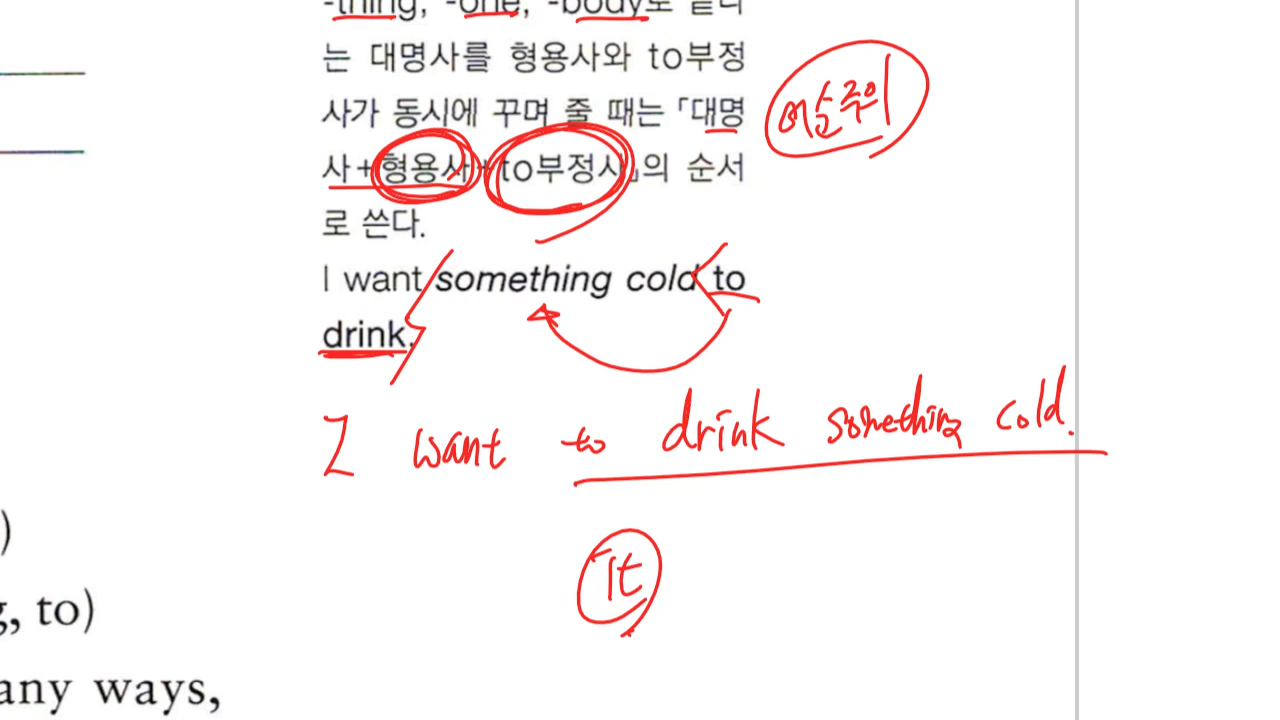 -thing, -one, -body로 끝나
는 대명사를 형용사와 to부정
사가 동시에 꾸며 줄 때는 「대명
사+형용사+to부정사」의 순서
로 쓴다.
어순주의
I want something cold to
drink.
I want to drink something cold.
It
)
g, to)
any ways,